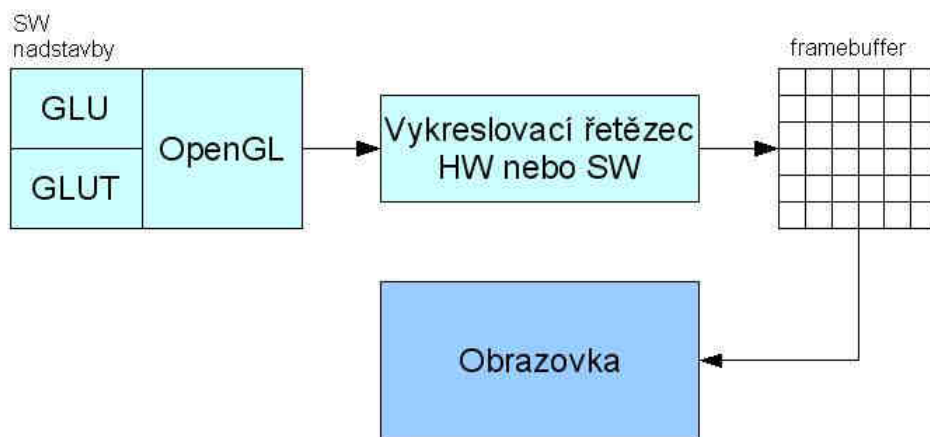 SW
nadstavby
framebuffer
GLU
GLUT
OpenGL
Vykreslovací řetězec
HW nebo SW
Obrazovka